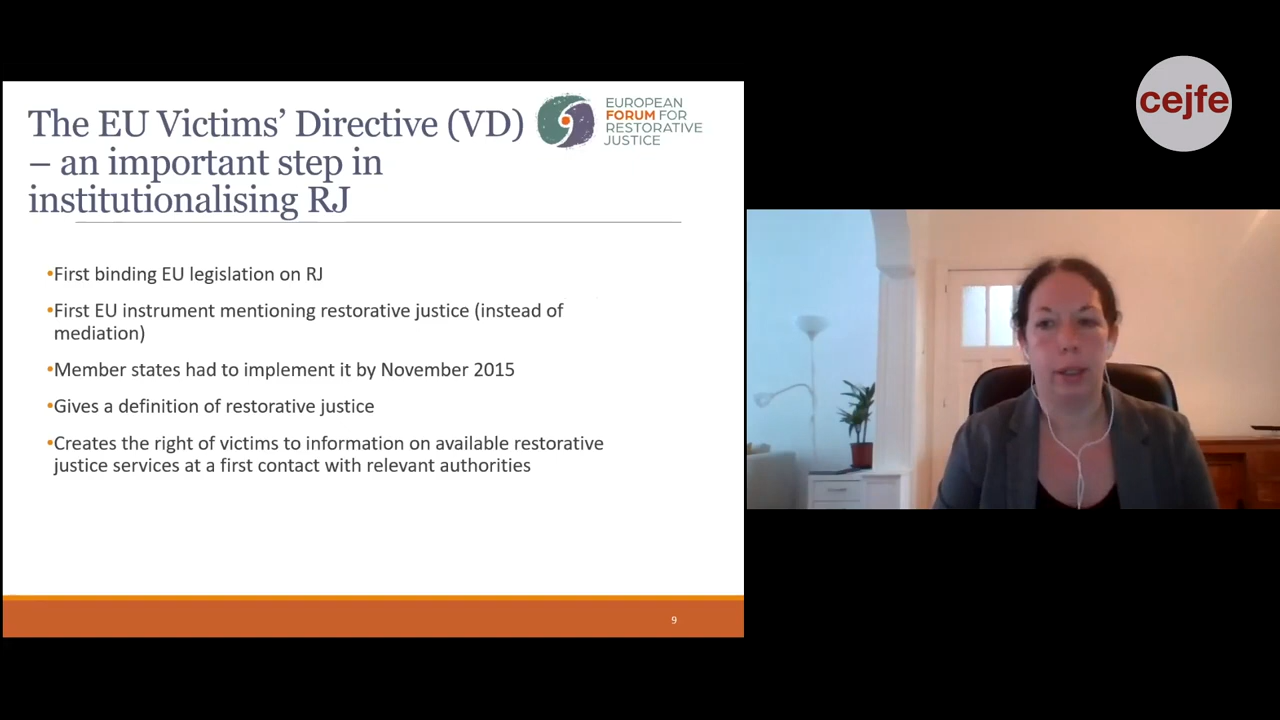 The EU Victims’ Directive (VD)
– an important step in
institutionalising RJ
EUROPEAN
FORUM FOR
RESTORATIVE
JUSTICE
cejfe
•First binding EU legislation on RJ
•First EU instrument mentioning restorative justice (instead of
mediation)
•Member states had to implement it by November 2015
•Gives a definition of restorative justice
•Creates the right of victims to information on available restorative
justice services at a first contact with relevant authorities
9